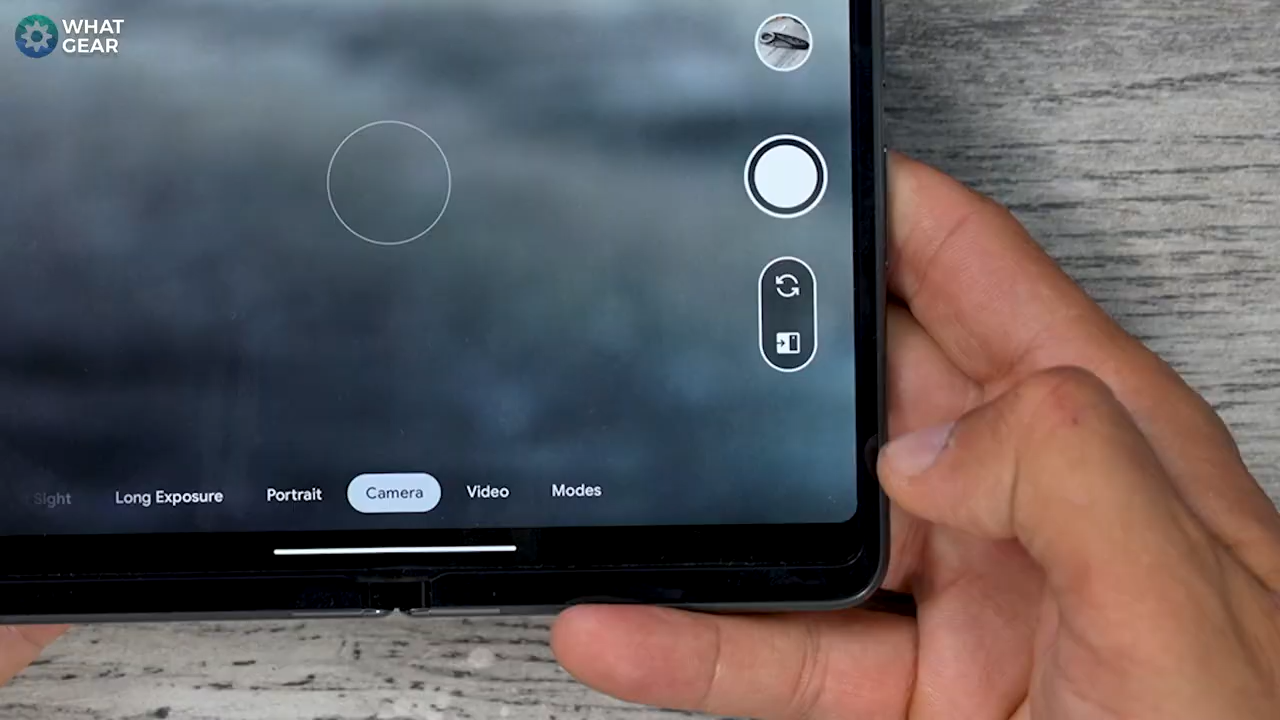 WHAT
GEAR
Sight
Long Exposure
Portrait
Camera
Video
Modes